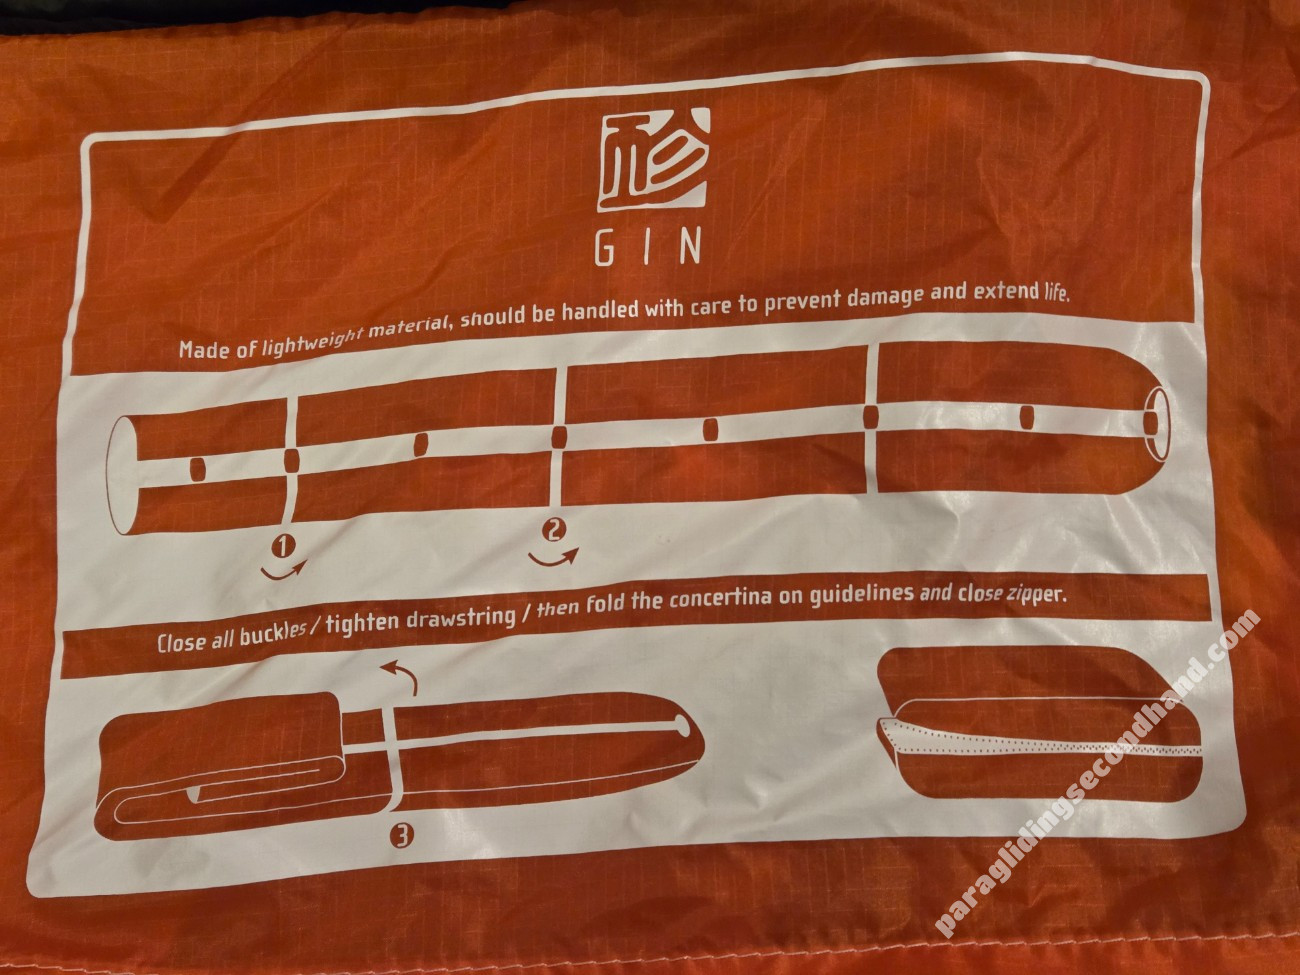 GIN
Made of lightweight material, should be handled with care to prevent damage and extend life.
1
2
Close all buckles / tighten drawstring / then fold the concertina on guidelines and close zipper.
3
paraglidingsecondhand.com